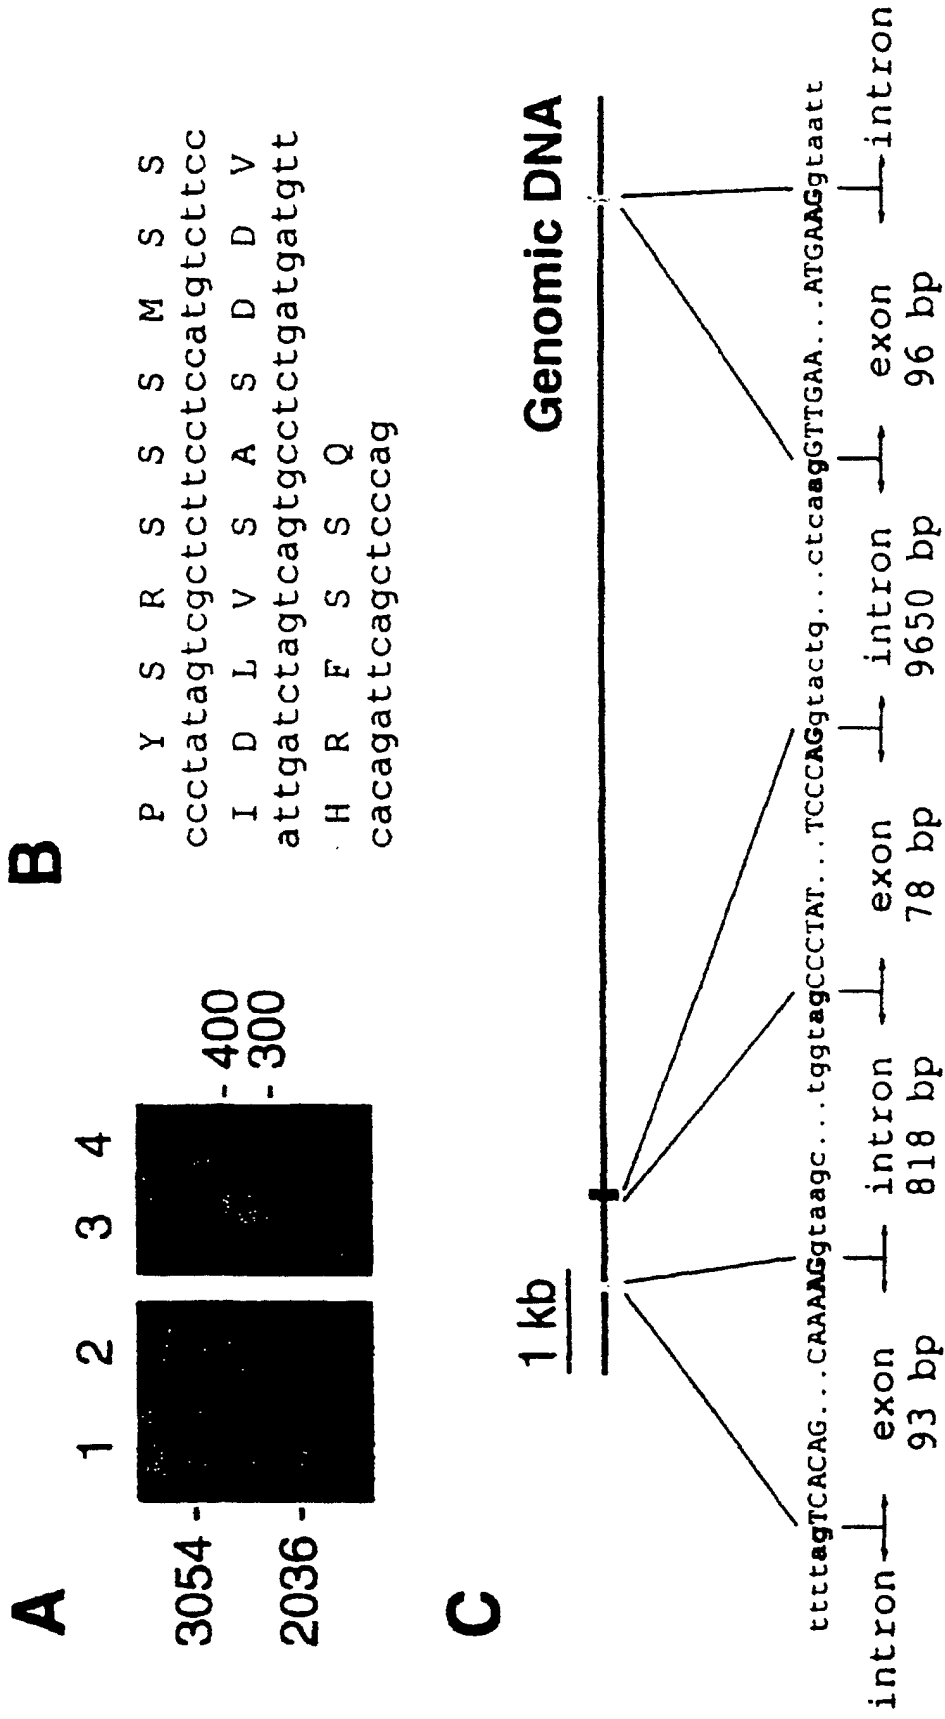 A
1 2 3 4
3054 -
2036 -
- 400
- 300
B
P Y S R S S S M S S
ccctatagtcgctcttcctccatgtcttcc
I D L V S A S D D V
attgatctagtcagtgcctctgatgatgtt
H R F S S Q
cacagattcagctcccag
C
1 kb
Genomic DNA
ttttagTCACAG...CAAAAGgtaagc...tggtagCCCTAT...TCCCAGgtactg...ctcaagGTTGAA...ATGAAGgtaatt
intron exon intron exon intron exon intron
93 bp 818 bp 78 bp 9650 bp 96 bp